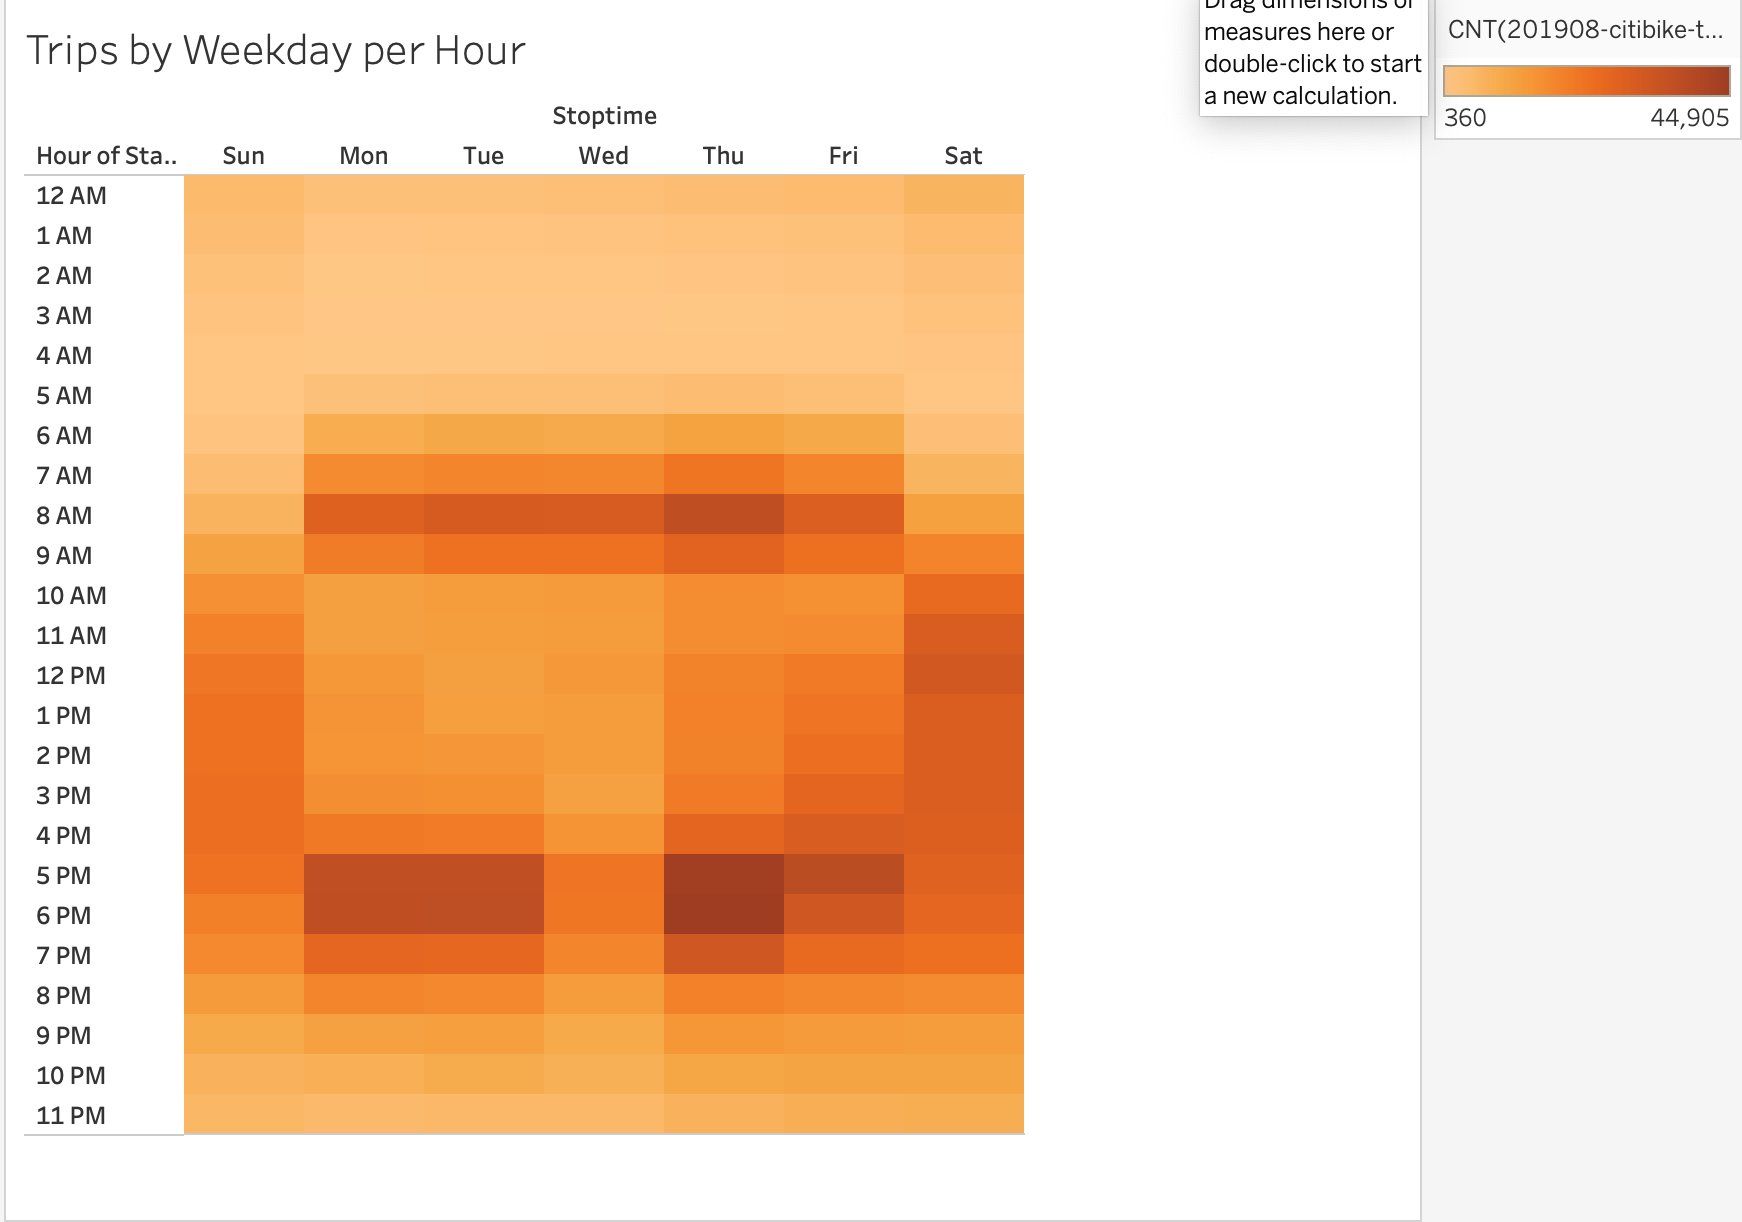 Drag dimensions or
measures here or
double-click to start
a new calculation.
CNT(201908-citibike-t...
360 44,905
Trips by Weekday per Hour
Stoptime
Hour of Sta.. Sun Mon Tue Wed Thu Fri Sat
12 AM
1 AM
2 AM
3 AM
4 AM
5 AM
6 AM
7 AM
8 AM
9 AM
10 AM
11 AM
12 PM
1 PM
2 PM
3 PM
4 PM
5 PM
6 PM
7 PM
8 PM
9 PM
10 PM
11 PM